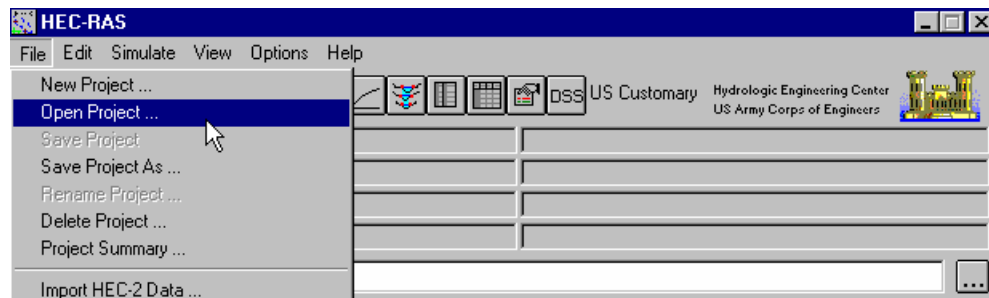 HEC-RAS
File Edit Simulate View Options Help
New Project ...
Open Project ...
Save Project
Save Project As ...
Rename Project ...
Delete Project ...
Project Summary ...
Import HEC-2 Data ...
DSS US Customary
Hydrologic Engineering Center
US Army Corps of Engineers
...